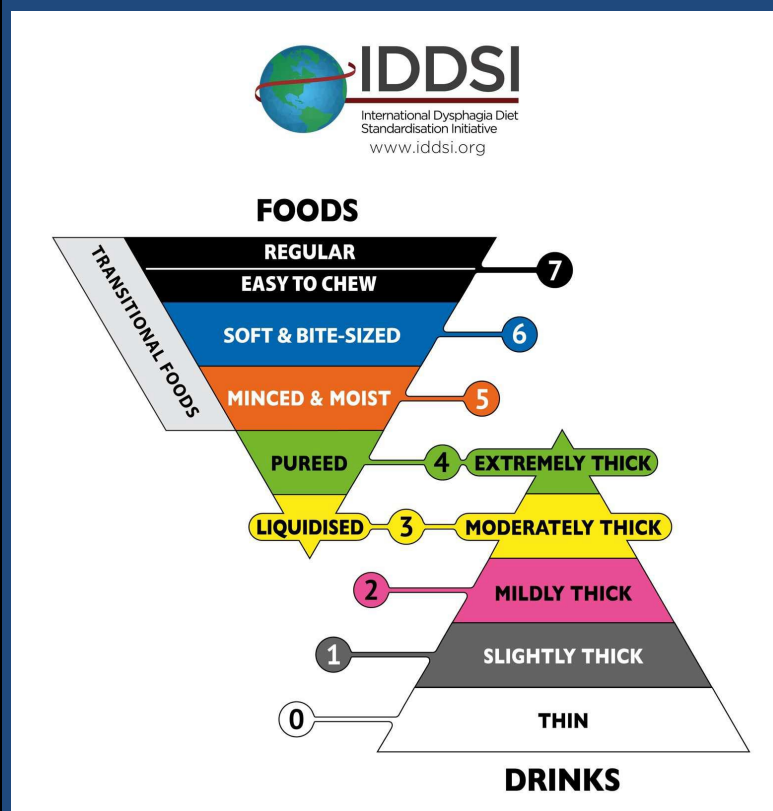 IDDSI
International Dysphagia Diet
Standardisation Initiative
www.iddsi.org
FOODS
TRANSITIONAL FOODS
REGULAR
EASY TO CHEW
7
SOFT & BITE-SIZED
6
MINCED & MOIST
5
PUREED
4
EXTREMELY THICK
LIQUIDISED
3
MODERATELY THICK
2
MILDLY THICK
1
SLIGHTLY THICK
0
THIN
DRINKS